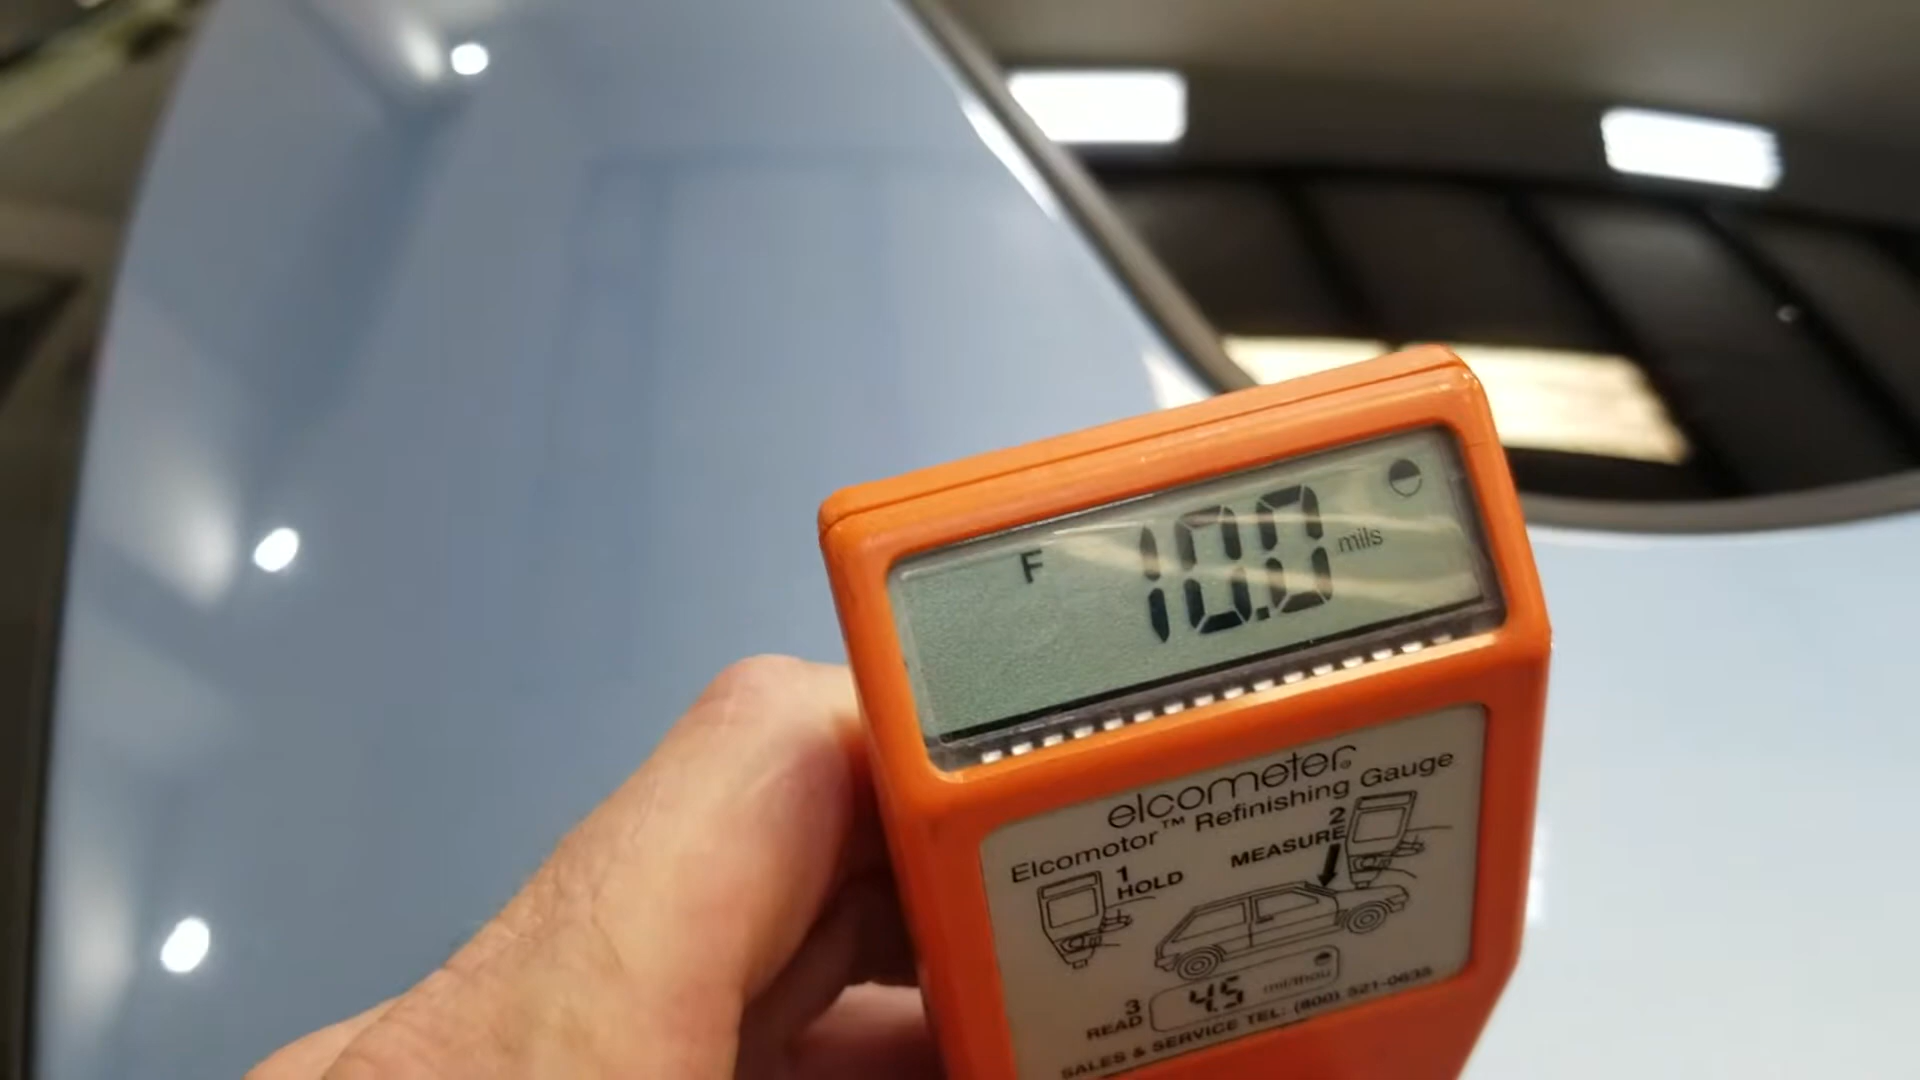 F 10.0 mils
elcometer®
Elcomotor™ Refinishing Gauge
1 HOLD
MEASURE 2
3 READ
4.5 mil/thou
SALES & SERVICE TEL: (800) 521-0635